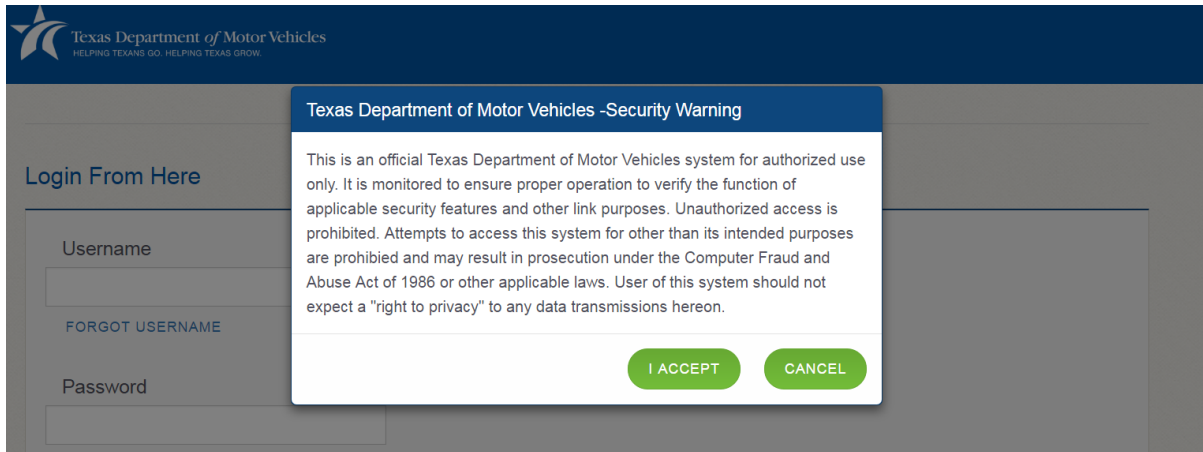 Texas Department of Motor Vehicles
HELPING TEXANS GO. HELPING TEXAS GROW.
Texas Department of Motor Vehicles -Security Warning
This is an official Texas Department of Motor Vehicles system for authorized use
only. It is monitored to ensure proper operation to verify the function of
applicable security features and other link purposes. Unauthorized access is
prohibited. Attempts to access this system for other than its intended purposes
are prohibied and may result in prosecution under the Computer Fraud and
Abuse Act of 1986 or other applicable laws. User of this system should not
expect a "right to privacy" to any data transmissions hereon.
I ACCEPT CANCEL
Login From Here
Username
FORGOT USERNAME
Password